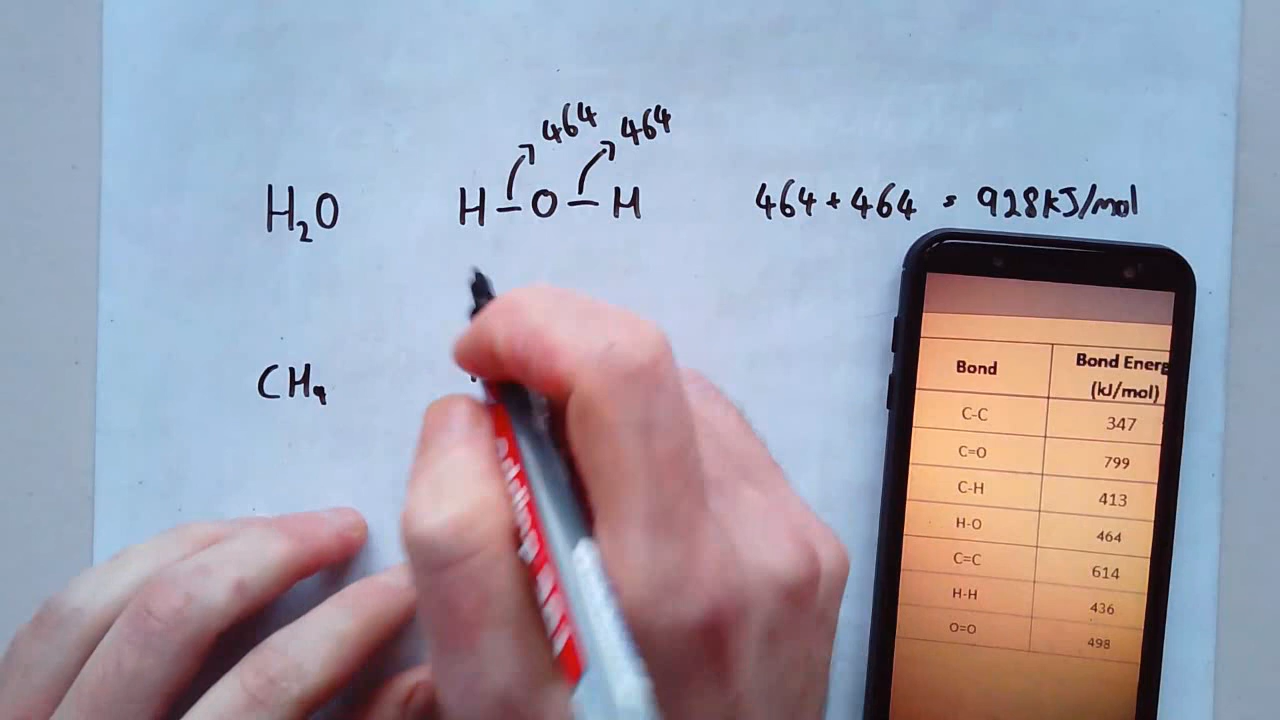 464 464
H₂O H-O-H 464+464 = 928KJ/mol
CH₄
Bond Bond Energ
(kJ/mol)
C-C 347
C=O 799
C-H 413
H-O 464
C=C 614
H-H 436
O=O 498